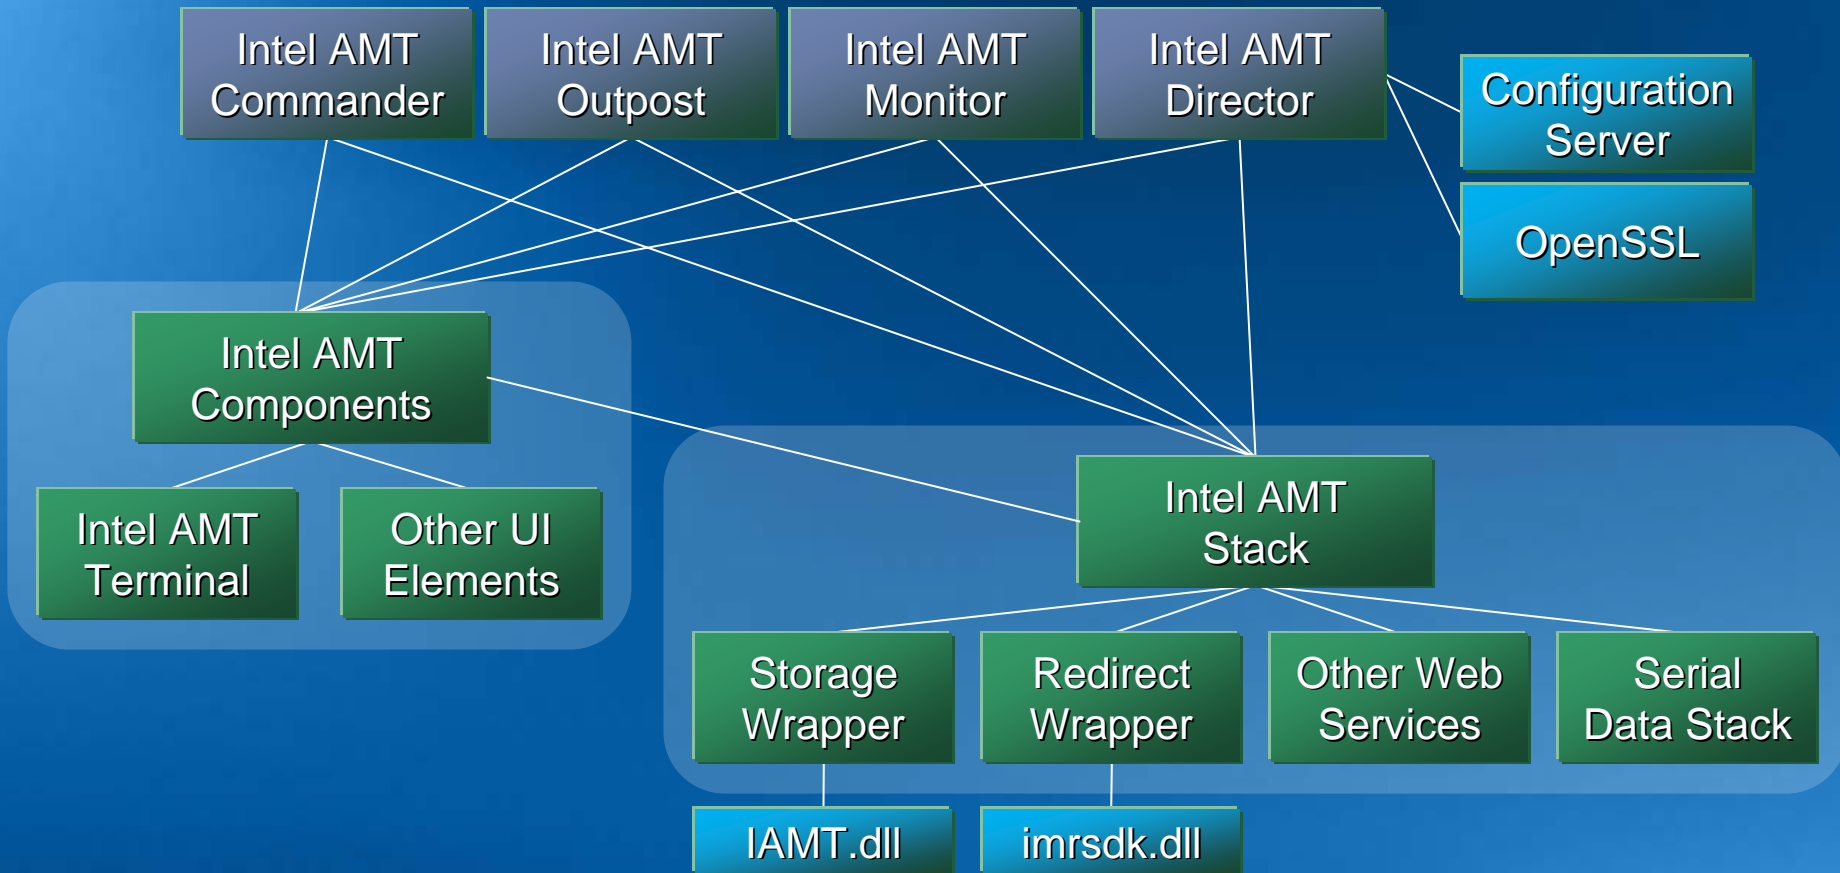 Intel AMT
Commander
Intel AMT
Outpost
Intel AMT
Monitor
Intel AMT
Director
Configuration
Server
OpenSSL
Intel AMT
Components
Intel AMT
Terminal
Other UI
Elements
Intel AMT
Stack
Storage
Wrapper
Redirect
Wrapper
Other Web
Services
Serial
Data Stack
IAMT.dll
imrsdk.dll